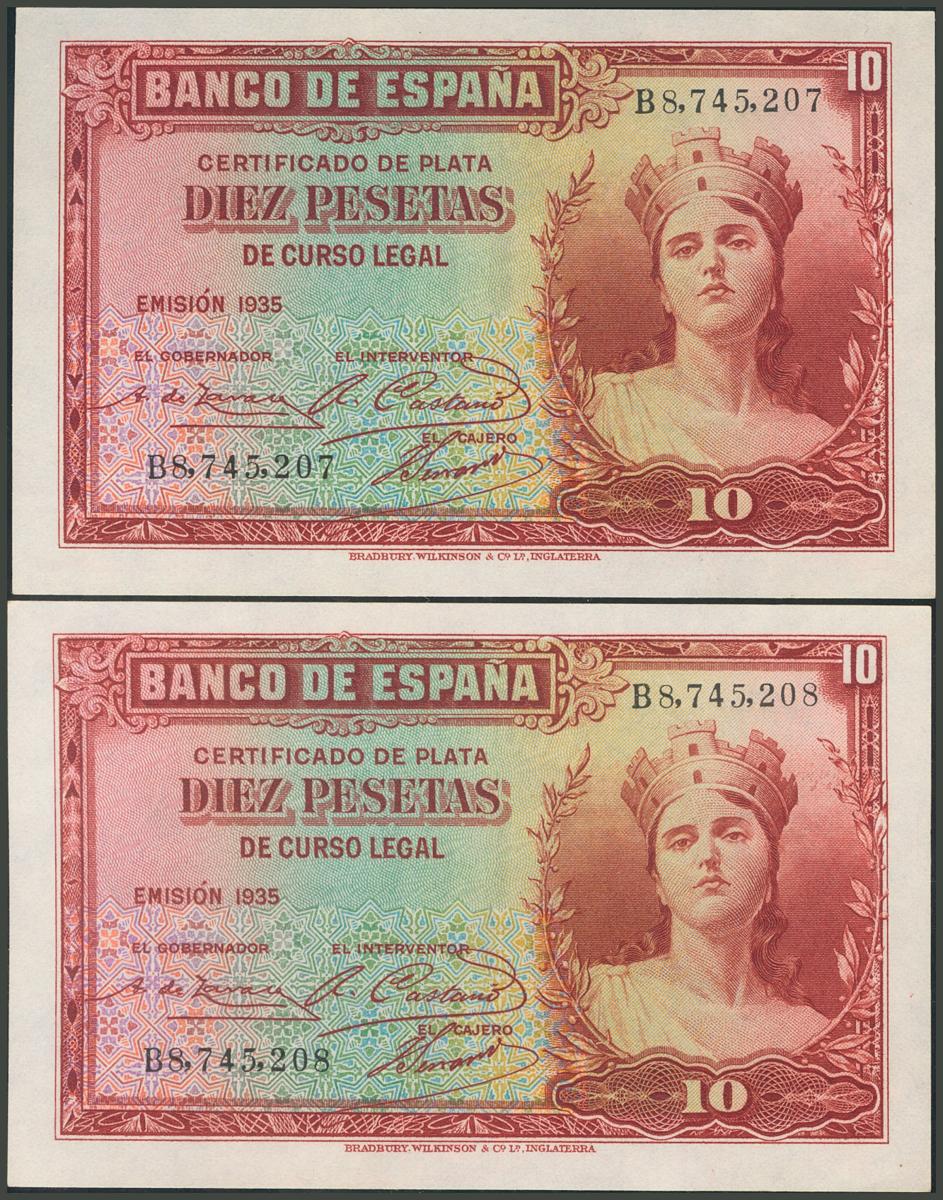 BANCO DE ESPAÑA
10
B8,745,207
CERTIFICADO DE PLATA
DIEZ PESETAS
DE CURSO LEGAL
EMISIÓN 1935
EL GOBERNADOR EL INTERVENTOR
A. Castaño
EL CAJERO
B8,745,207
10
BRADBURY, WILKINSON & Cº Lº, INGLATERRA
BANCO DE ESPAÑA
10
B8,745,208
CERTIFICADO DE PLATA
DIEZ PESETAS
DE CURSO LEGAL
EMISIÓN 1935
EL GOBERNADOR EL INTERVENTOR
A. Castaño
EL CAJERO
B8,745,208
10
BRADBURY, WILKINSON & Cº Lº, INGLATERRA